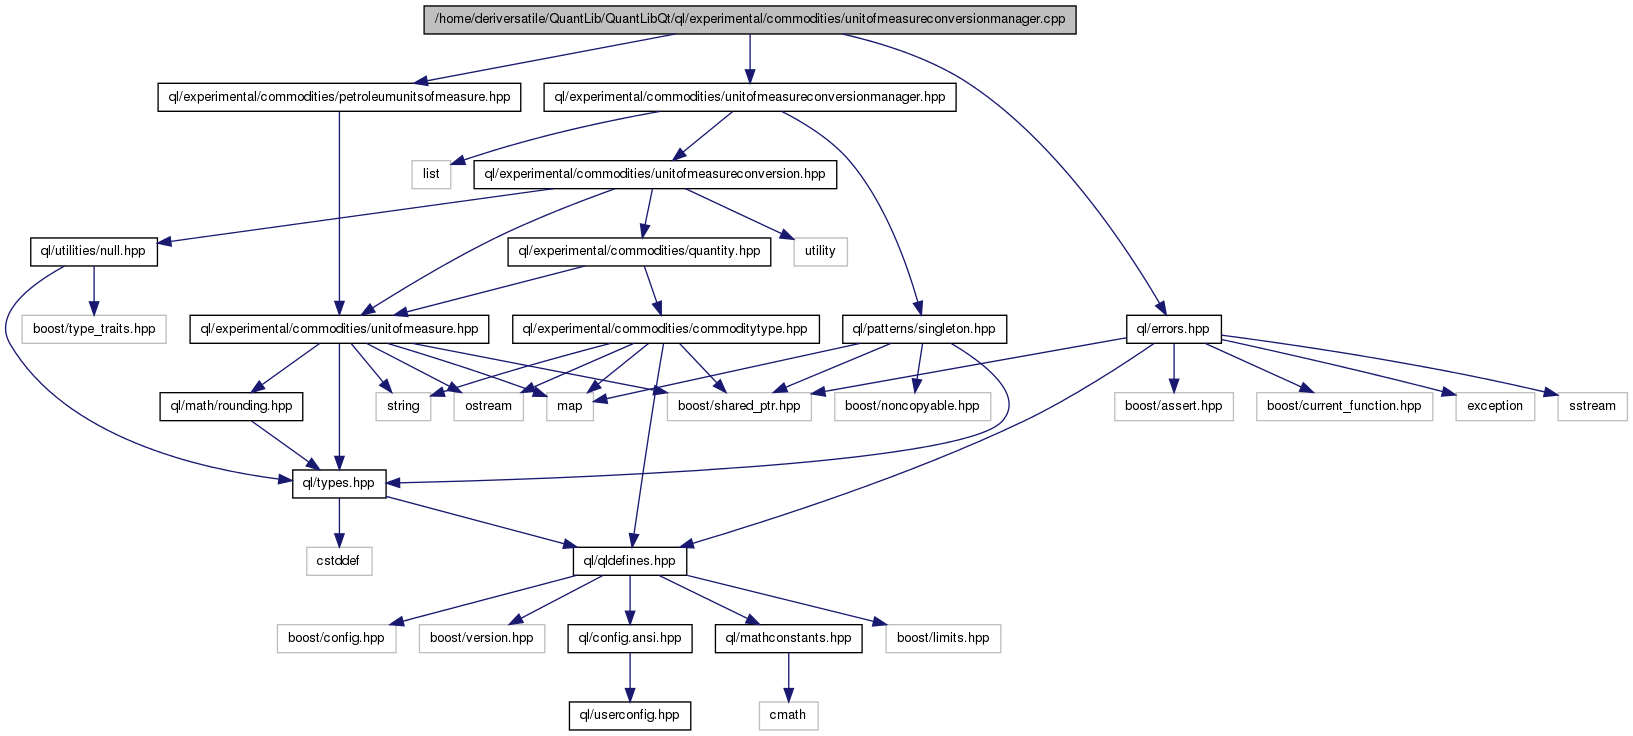 /home/deriversatile/QuantLib/QuantLibQt/ql/experimental/commodities/unitofmeasureconversionmanager.cpp
ql/experimental/commodities/petroleumunitsofmeasure.hpp
ql/experimental/commodities/unitofmeasureconversionmanager.hpp
list
ql/experimental/commodities/unitofmeasureconversion.hpp
ql/utilities/null.hpp
ql/experimental/commodities/quantity.hpp
utility
boost/type_traits.hpp
ql/experimental/commodities/unitofmeasure.hpp
ql/experimental/commodities/commoditytype.hpp
ql/patterns/singleton.hpp
ql/errors.hpp
ql/math/rounding.hpp
string
ostream
map
boost/shared_ptr.hpp
boost/noncopyable.hpp
boost/assert.hpp
boost/current_function.hpp
exception
sstream
ql/types.hpp
cstddef
ql/qldefines.hpp
boost/config.hpp
boost/version.hpp
ql/config.ansi.hpp
ql/mathconstants.hpp
boost/limits.hpp
ql/userconfig.hpp
cmath